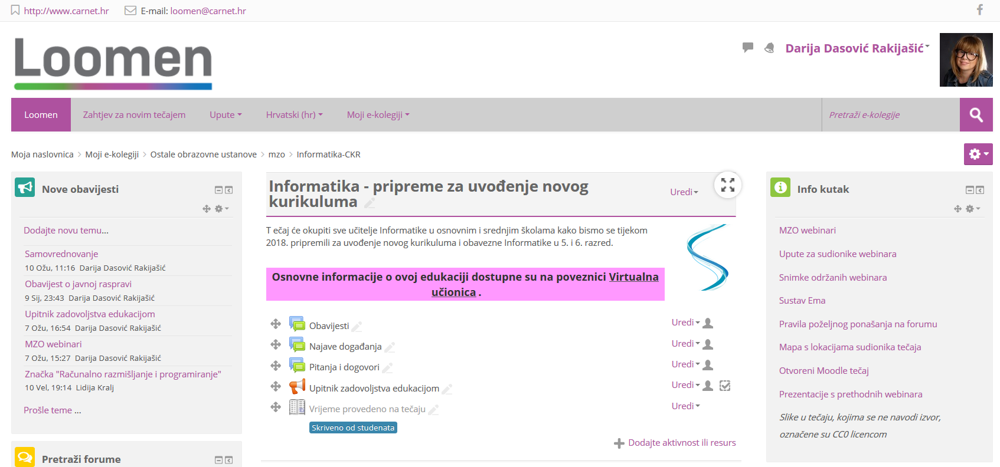 http://www.carnet.hr
E-mail: loomen@carnet.hr
Loomen
Darija Dasović Rakijašić
Loomen
Zahtjev za novim tečajem
Upute
Hrvatski (hr)
Moji e-kolegiji
Pretraži e-kolegije
Moja naslovnica
Moji e-kolegiji
Ostale obrazovne ustanove
mzo
Informatika-CKR
Nove obavijesti
Dodajte novu temu...
Samovrednovanje
10 Ožu, 11:16 Darija Dasović Rakijašić
Obavijest o javnoj raspravi
9 Sij, 23:43 Darija Dasović Rakijašić
Upitnik zadovoljstva edukacijom
7 Ožu, 16:54 Darija Dasović Rakijašić
MZO webinari
7 Ožu, 15:27 Darija Dasović Rakijašić
Značka "Računalno razmišljanje i programiranje"
10 Vel, 19:14 Lidija Kralj
Prošle teme ...
Pretraži forume
Informatika - pripreme za uvođenje novog
kurikuluma
Uredi
T ečaj će okupiti sve učitelje Informatike u osnovnim i srednjim školama kako bismo se tijekom
2018. pripremili za uvođenje novog kurikuluma i obavezne Informatike u 5. i 6. razred.
Osnovne informacije o ovoj edukaciji dostupne su na poveznici Virtualna
učionica .
Obavijesti
Uredi
Najave događanja
Uredi
Pitanja i dogovori
Uredi
Upitnik zadovoljstva edukacijom
Uredi
Vrijeme provedeno na tečaju
Uredi
Skriveno od studenata
Dodajte aktivnost ili resurs
Info kutak
MZO webinari
Upute za sudionike webinara
Snimke održanih webinara
Sustav Ema
Pravila poželjnog ponašanja na forumu
Mapa s lokacijama sudionika tečaja
Otvoreni Moodle tečaj
Prezentacije s prethodnih webinara
Slike u tečaju, kojima se ne navodi izvor,
označene su CC0 licencom